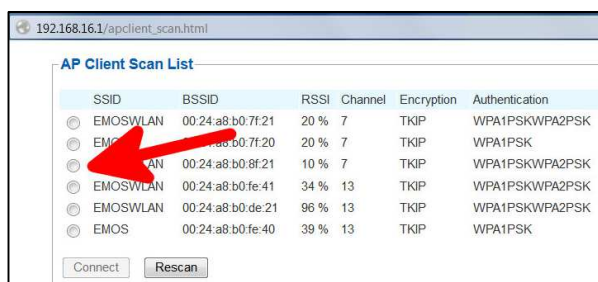 192.168.16.1/apclient_scan.html
AP Client Scan List
SSID BSSID RSSI Channel Encryption Authentication
EMOSWLAN 00:24:a8:b0:7f:21 20 % 7 TKIP WPA1PSKWPA2PSK
7f:20 20 % 7 TKIP WPA1PSK
00:24:a8:b0:8f:21 10 % 7 TKIP WPA1PSKWPA2PSK
EMOSWLAN 00:24:a8:b0:fe:41 34 % 13 TKIP WPA1PSKWPA2PSK
EMOSWLAN 00:24:a8:b0:de:21 96 % 13 TKIP WPA1PSKWPA2PSK
EMOS 00:24:a8:b0:fe:40 39 % 13 TKIP WPA1PSK
Connect Rescan